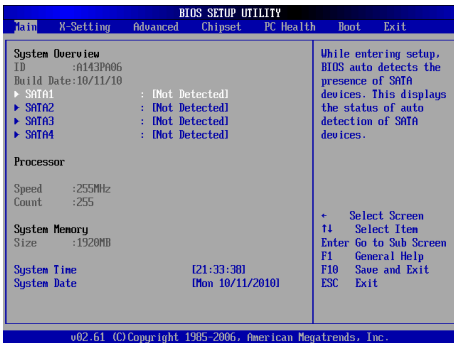 BIOS SETUP UTILITY
Main X-Setting Advanced Chipset PC Health Boot Exit
System Overview
ID :A143PA06
Build Date:10/11/10
▶ SATA1 : [Not Detected]
▶ SATA2 : [Not Detected]
▶ SATA3 : [Not Detected]
▶ SATA4 : [Not Detected]
Processor
Speed :255MHz
Count :255
System Memory
Size :1920MB
System Time [21:33:38]
System Date [Mon 10/11/2010]
While entering setup,
BIOS auto detects the
presence of SATA
devices. This displays
the status of auto
detection of SATA
devices.
← Select Screen
↑↓ Select Item
Enter Go to Sub Screen
F1 General Help
F10 Save and Exit
ESC Exit
v02.61 (C)Copyright 1985-2006, American Megatrends, Inc.